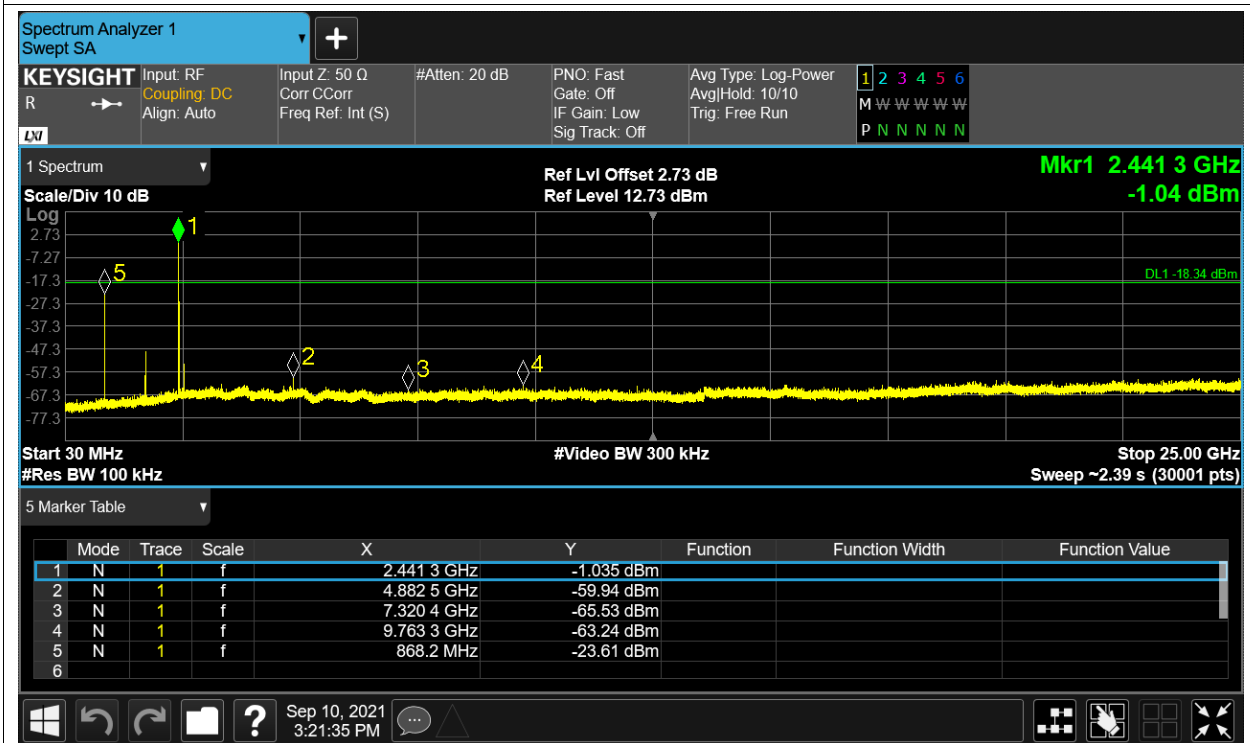 Spectrum Analyzer 1
Swept SA
KEYSIGHT Input: RF Input Z: 50 Ω #Atten: 20 dB PNO: Fast Avg Type: Log-Power 1 2 3 4 5 6
R Coupling: DC Corr CCorr Gate: Off Avg|Hold: 10/10 M W W W W W W
Align: Auto Freq Ref: Int (S) IF Gain: Low Trig: Free Run
LXI Sig Track: Off P N N N N N N
1 Spectrum Ref Lvl Offset 2.73 dB Mkr1 2.441 3 GHz
Scale/Div 10 dB Ref Level 12.73 dBm -1.04 dBm
Log
2.73
-7.27
-17.3
-27.3
-37.3
-47.3
-57.3
-67.3
-77.3
1
5
DL1 -18.34 dBm
2
3
4
Start 30 MHz #Video BW 300 kHz Stop 25.00 GHz
#Res BW 100 kHz Sweep ~2.39 s (30001 pts)
5 Marker Table
Mode Trace Scale X Y Function Function Width Function Value
1 N 1 f 2.441 3 GHz -1.035 dBm
2 N 1 f 4.882 5 GHz -59.94 dBm
3 N 1 f 7.320 4 GHz -65.53 dBm
4 N 1 f 9.763 3 GHz -63.24 dBm
5 N 1 f 868.2 MHz -23.61 dBm
6
? Sep 10, 2021
3:21:35 PM